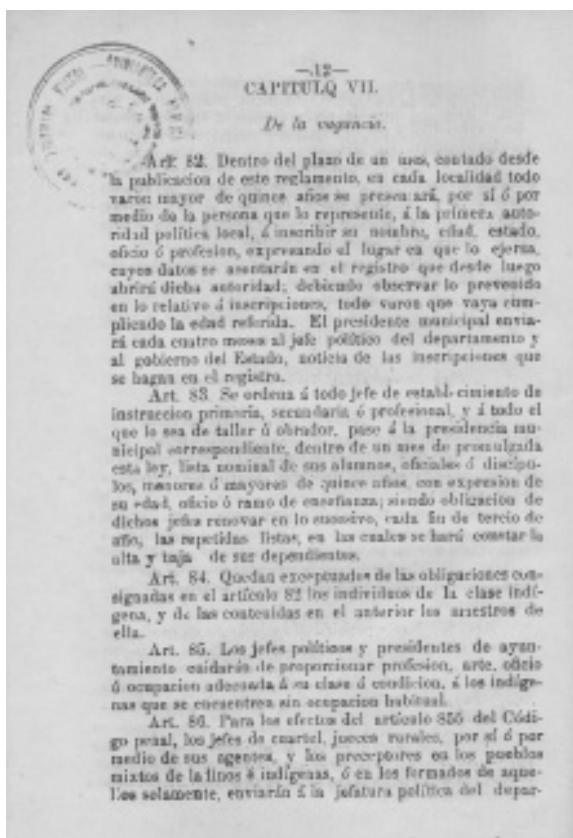 —12—
CAPITULO VII.
De la vagancia.
Art. 82. Dentro del plazo de un mes, contado desde
la publicacion de este reglamento, en cada localidad todo
varon mayor de quince años se presentará, por sí ó por
medio de la persona que lo represente, á la primera auto-
ridad política local, á inscribir su nombre, edad, estado,
oficio ó profesion, expresando el lugar en que lo ejerza,
cuyos datos se asentarán en el registro que desde luego
abrirá dicha autoridad; debiendo observar lo prevenido
en lo relativo á inscripciones, todo varon que vaya cum-
pliendo la edad referida. El presidente municipal envia-
rá cada cuatro meses al jefe político del departamento y
al gobierno del Estado, noticia de las inscripciones que
se hagan en el registro.
Art. 83. Se ordena á todo jefe de establecimiento de
instruccion primaria, secundaria ó profesional, y á todo el
que lo sea de taller ú obrador, pase á la presidencia mu-
nicipal correspondiente, dentro de un mes de promulgada
esta ley, lista nominal de sus alumnos, oficiales ó discípu-
los, menores ó mayores de quince años, con expresion de
su edad, oficio ó ramo de enseñanza; siendo obligacion de
dichos jefes renovar en lo sucesivo, cada fin de tercio de
año, las repetidas listas, en las cuales se hará constar la
alta y baja de sus dependientes.
Art. 84. Quedan exceptuados de las obligaciones con-
signadas en el artículo 82 los individuos de la clase indí-
gena, y de las contenidas en el anterior los maestros de
ella.
Art. 85. Los jefes políticos y presidentes de ayun-
tamiento cuidarán de proporcionar profesion, arte, oficio
ú ocupacion adecuada á su clase ó condicion, á los indíge-
nas que se encuentren sin ocupacion habitual.
Art. 86. Para los efectos del artículo 855 del Códi-
go penal, los jefes de cuartel, jueces rurales, por sí ó por
medio de sus agentes, y los preceptores en los pueblos
mixtos de ladinos é indígenas, ó en los formados de aque-
llos solamente, enviarán á la jefatura política del depar-